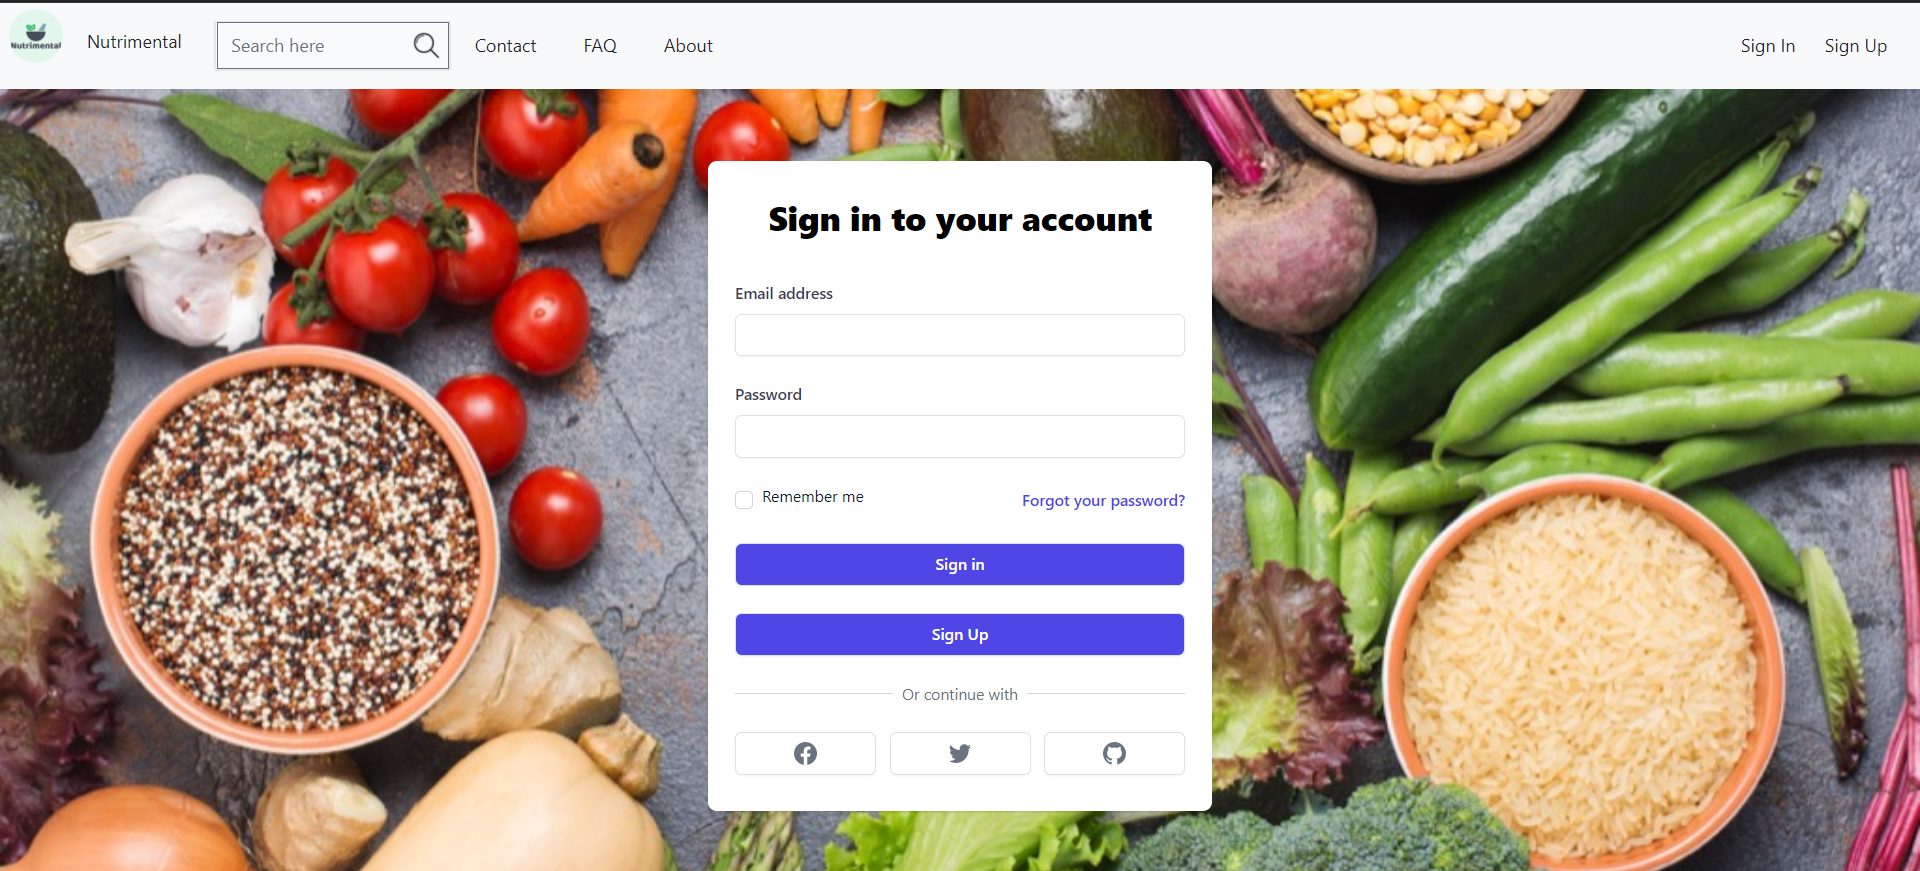 Nutrimental
Nutrimental
Search here
Contact
FAQ
About
Sign In
Sign Up
Sign in to your account
Email address
Password
Remember me
Forgot your password?
Sign in
Sign Up
Or continue with